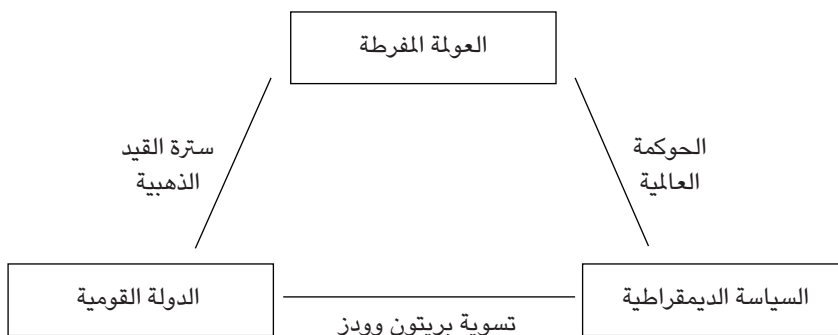 العولمة المفرطة
سترة القيد
الذهبية
الحوكمة
العالمية
الدولة القومية
السياسة الديمقراطية
تسوية بريتون وودز